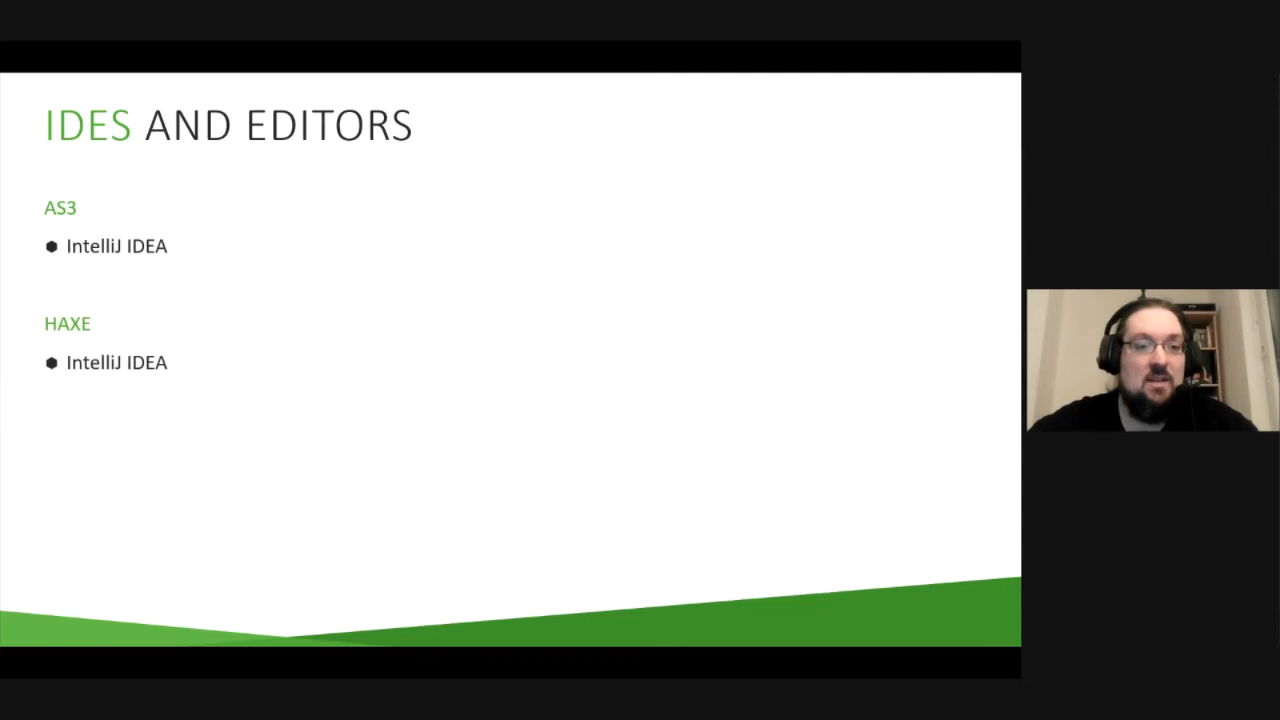 IDES AND EDITORS
AS3
IntelliJ IDEA
HAXE
IntelliJ IDEA